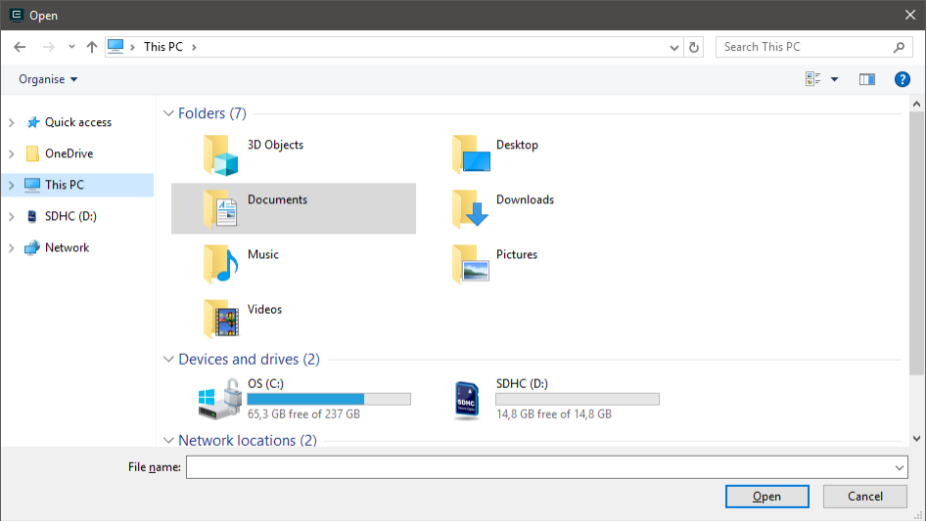 Open
This PC
Search This PC
Organise
Quick access
OneDrive
This PC
SDHC (D:)
Network
Folders (7)
3D Objects
Desktop
Documents
Downloads
Music
Pictures
Videos
Devices and drives (2)
OS (C:)
65,3 GB free of 237 GB
SDHC (D:)
14,8 GB free of 14,8 GB
Network locations (2)
File name:
Open
Cancel